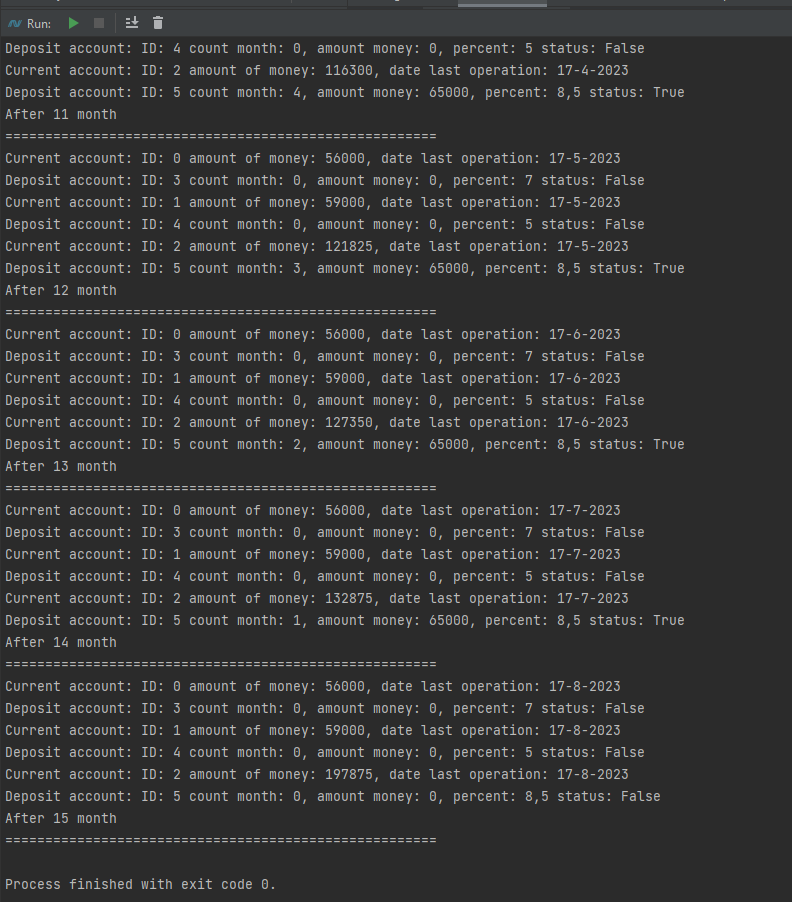 Run:
Deposit account: ID: 4 count month: 0, amount money: 0, percent: 5 status: False
Current account: ID: 2 amount of money: 116300, date last operation: 17-4-2023
Deposit account: ID: 5 count month: 4, amount money: 65000, percent: 8,5 status: True
After 11 month
======================================================
Current account: ID: 0 amount of money: 56000, date last operation: 17-5-2023
Deposit account: ID: 3 count month: 0, amount money: 0, percent: 7 status: False
Current account: ID: 1 amount of money: 59000, date last operation: 17-5-2023
Deposit account: ID: 4 count month: 0, amount money: 0, percent: 5 status: False
Current account: ID: 2 amount of money: 121825, date last operation: 17-5-2023
Deposit account: ID: 5 count month: 3, amount money: 65000, percent: 8,5 status: True
After 12 month
======================================================
Current account: ID: 0 amount of money: 56000, date last operation: 17-6-2023
Deposit account: ID: 3 count month: 0, amount money: 0, percent: 7 status: False
Current account: ID: 1 amount of money: 59000, date last operation: 17-6-2023
Deposit account: ID: 4 count month: 0, amount money: 0, percent: 5 status: False
Current account: ID: 2 amount of money: 127350, date last operation: 17-6-2023
Deposit account: ID: 5 count month: 2, amount money: 65000, percent: 8,5 status: True
After 13 month
======================================================
Current account: ID: 0 amount of money: 56000, date last operation: 17-7-2023
Deposit account: ID: 3 count month: 0, amount money: 0, percent: 7 status: False
Current account: ID: 1 amount of money: 59000, date last operation: 17-7-2023
Deposit account: ID: 4 count month: 0, amount money: 0, percent: 5 status: False
Current account: ID: 2 amount of money: 132875, date last operation: 17-7-2023
Deposit account: ID: 5 count month: 1, amount money: 65000, percent: 8,5 status: True
After 14 month
======================================================
Current account: ID: 0 amount of money: 56000, date last operation: 17-8-2023
Deposit account: ID: 3 count month: 0, amount money: 0, percent: 7 status: False
Current account: ID: 1 amount of money: 59000, date last operation: 17-8-2023
Deposit account: ID: 4 count month: 0, amount money: 0, percent: 5 status: False
Current account: ID: 2 amount of money: 197875, date last operation: 17-8-2023
Deposit account: ID: 5 count month: 0, amount money: 0, percent: 8,5 status: False
After 15 month
======================================================
Process finished with exit code 0.